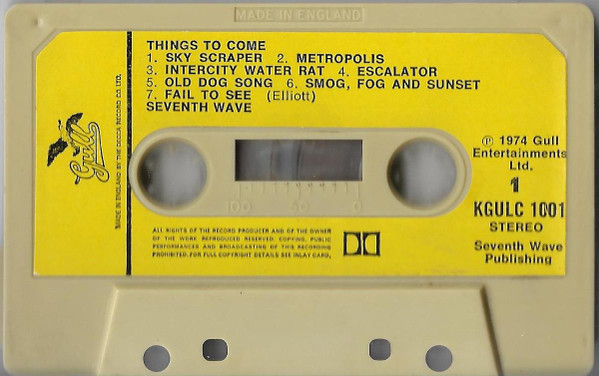 MADE IN ENGLAND
THINGS TO COME
1. SKY SCRAPER 2. METROPOLIS
3. INTERCITY WATER RAT 4. ESCALATOR
5. OLD DOG SONG 6. SMOG, FOG AND SUNSET
7. FAIL TO SEE (Elliott)
SEVENTH WAVE
Gull
MADE IN ENGLAND BY THE DECCA RECORD CO. LTD.
℗ 1974 Gull
Entertainments
Ltd.
1
KGULC 1001
STEREO
Seventh Wave
Publishing
100 50 0
ALL RIGHTS OF THE RECORD PRODUCER AND OF THE OWNER
OF THE WORK REPRODUCED RESERVED. COPYING, PUBLIC
PERFORMANCES AND BROADCASTING OF THIS RECORDING
PROHIBITED. FOR FULL COPYRIGHT DETAILS SEE INLAY CARD.